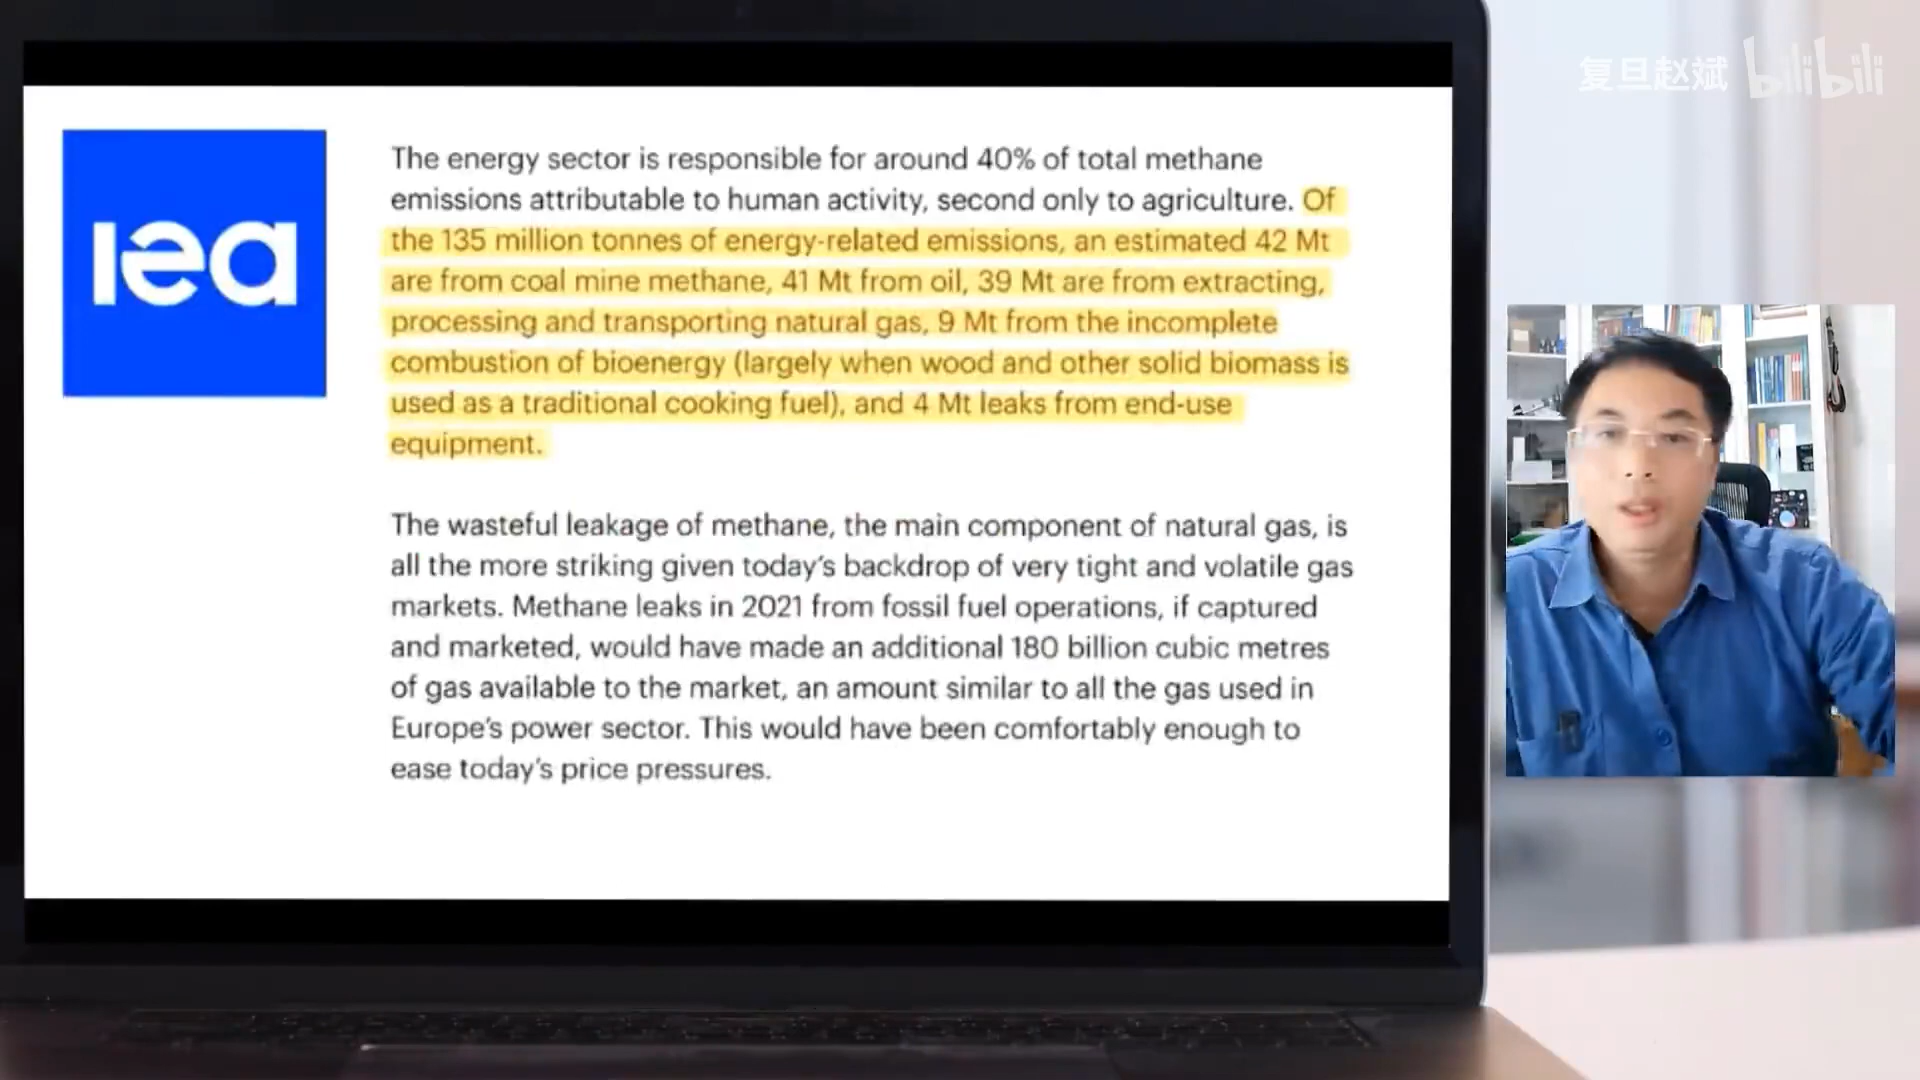 复旦赵斌 bilibili
iea
The energy sector is responsible for around 40% of total methane
emissions attributable to human activity, second only to agriculture. Of
the 135 million tonnes of energy-related emissions, an estimated 42 Mt
are from coal mine methane, 41 Mt from oil, 39 Mt are from extracting,
processing and transporting natural gas, 9 Mt from the incomplete
combustion of bioenergy (largely when wood and other solid biomass is
used as a traditional cooking fuel), and 4 Mt leaks from end-use
equipment.
The wasteful leakage of methane, the main component of natural gas, is
all the more striking given today's backdrop of very tight and volatile gas
markets. Methane leaks in 2021 from fossil fuel operations, if captured
and marketed, would have made an additional 180 billion cubic metres
of gas available to the market, an amount similar to all the gas used in
Europe's power sector. This would have been comfortably enough to
ease today's price pressures.